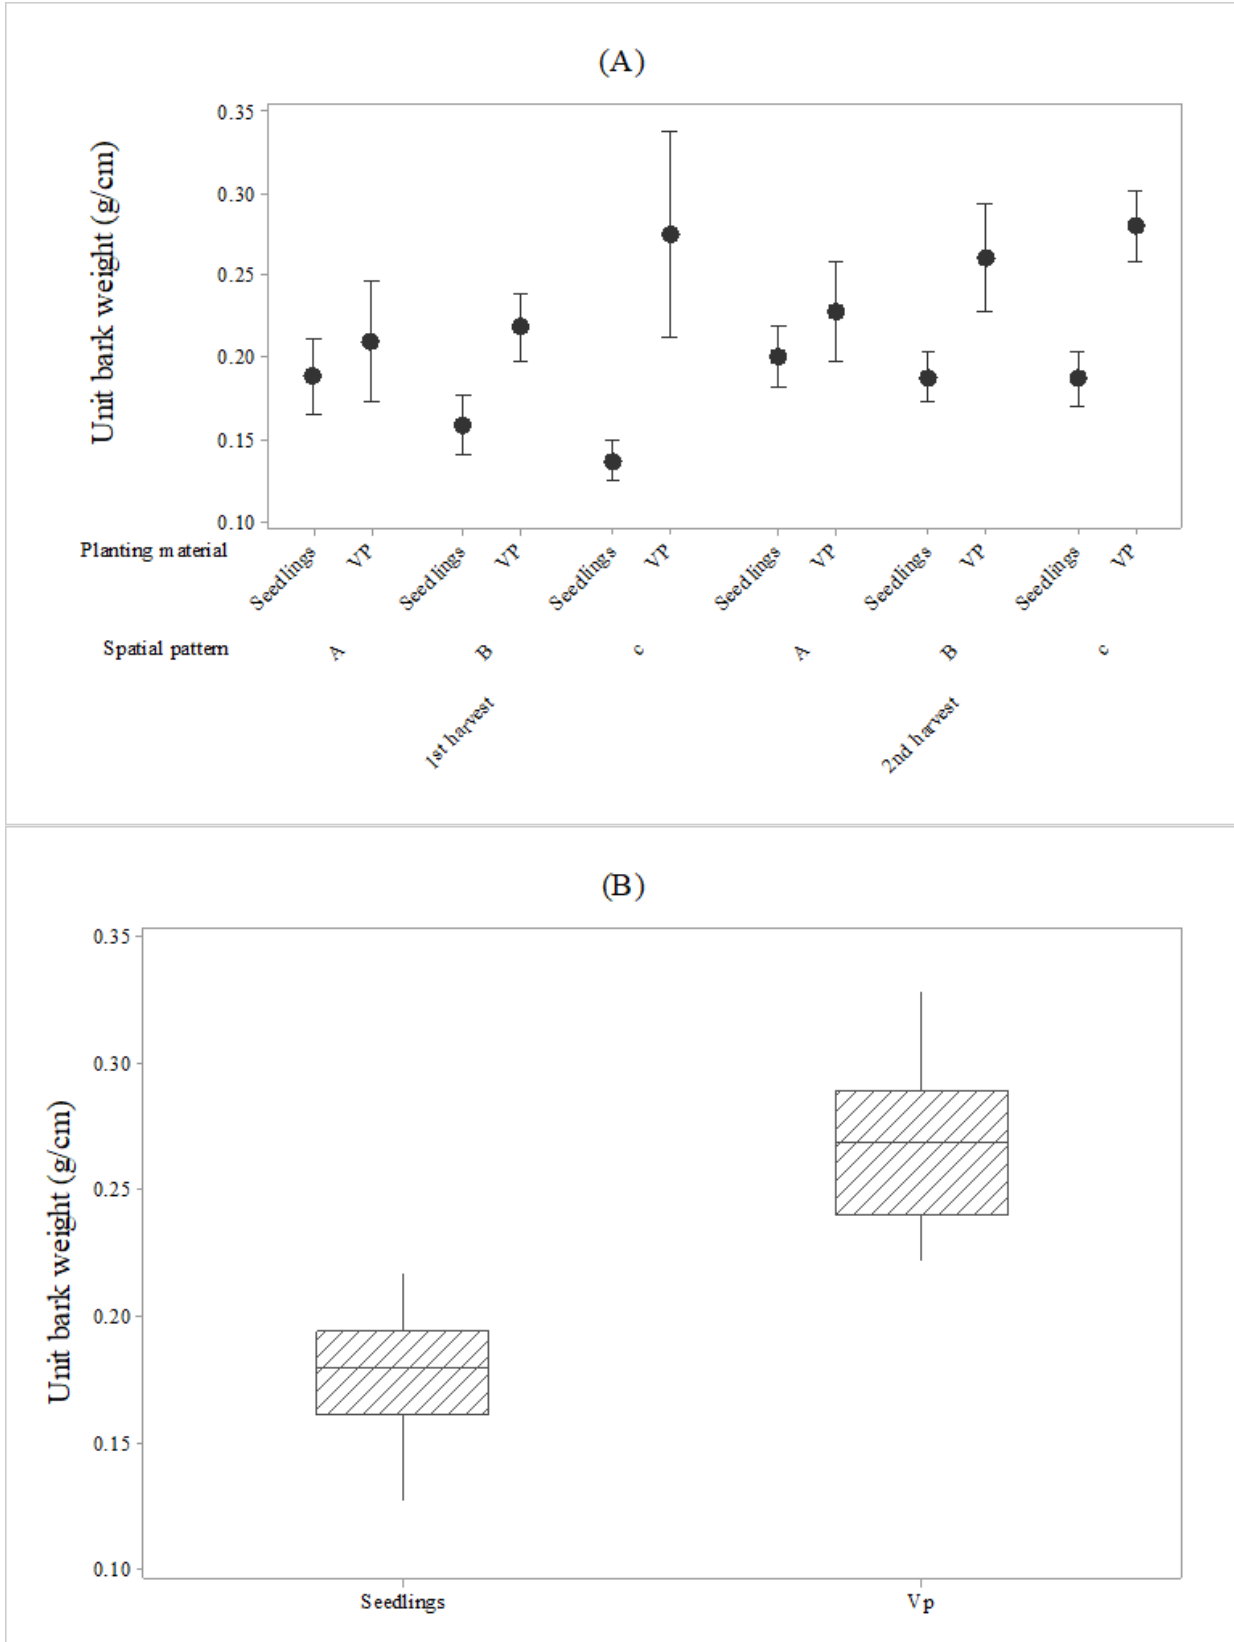 (A)
Unit bark weight (g/cm)
0.35
0.30
0.25
0.20
0.15
0.10
Planting material
Seedlings VP Seedlings VP Seedlings VP Seedlings VP Seedlings VP Seedlings VP
Spatial pattern
A B c A B c
1st harvest 2nd harvest
(B)
Unit bark weight (g/cm)
0.35
0.30
0.25
0.20
0.15
0.10
Seedlings Vp